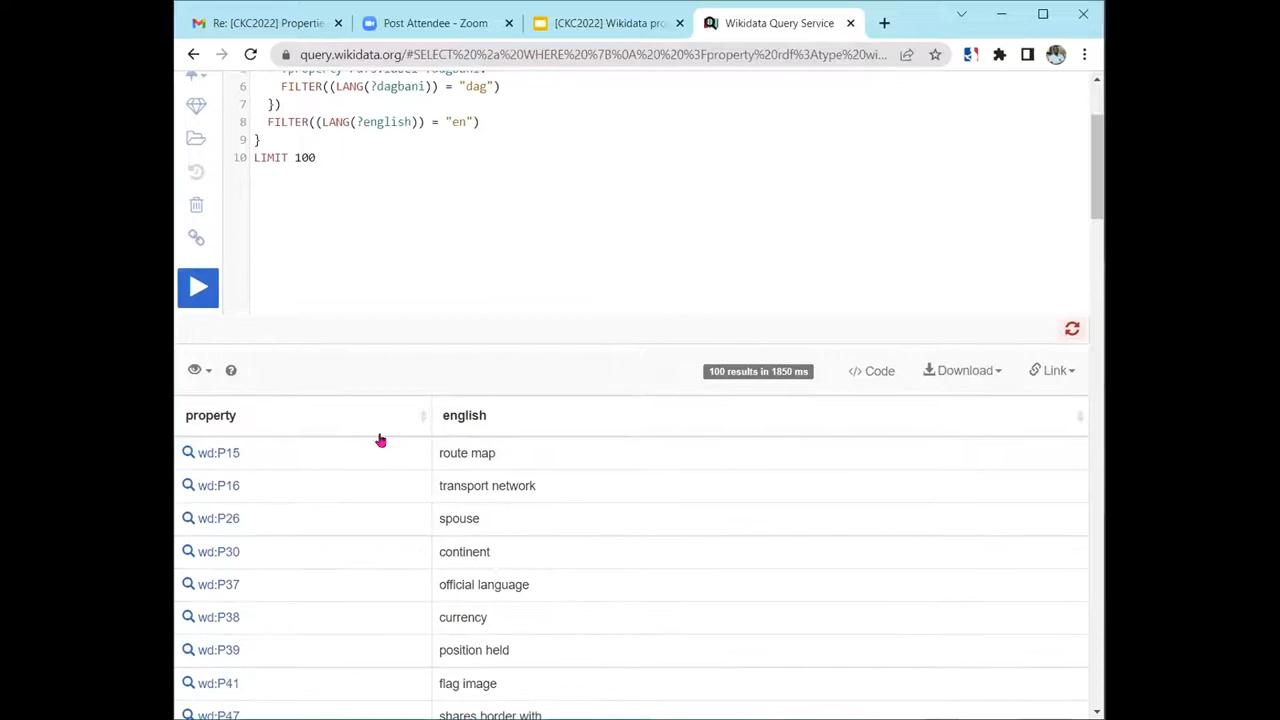 Re: [CKC2022] Propertie
Post Attendee - Zoom
[CKC2022] Wikidata pro
Wikidata Query Service
query.wikidata.org/#SELECT%20%2a%20WHERE%20%7B%0A%20%20%3Fproperty%20rdf%3Atype%20wi...
6 FILTER((LANG(?dagbani)) = "dag")
7 })
8 FILTER((LANG(?english)) = "en")
9 }
10 LIMIT 100
100 results in 1850 ms
</> Code
Download
Link
property english
wd:P15 route map
wd:P16 transport network
wd:P26 spouse
wd:P30 continent
wd:P37 official language
wd:P38 currency
wd:P39 position held
wd:P41 flag image
wd:P47 shares border with